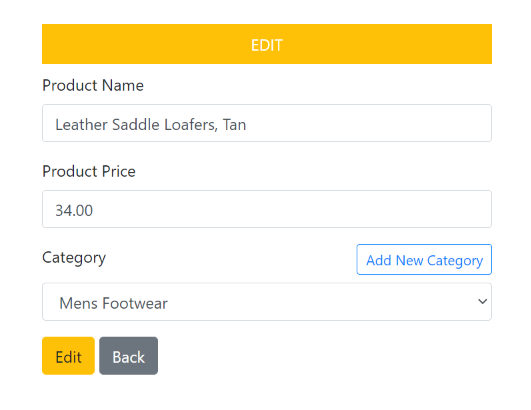 EDIT
Product Name
Leather Saddle Loafers, Tan
Product Price
34.00
Category Add New Category
Mens Footwear
Edit Back